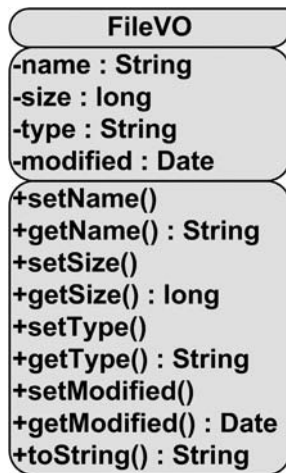 FileVO
-name : String
-size : long
-type : String
-modified : Date
+setName()
+getName() : String
+setSize()
+getSize() : long
+setType()
+getType() : String
+setModified()
+getModified() : Date
+toString() : String